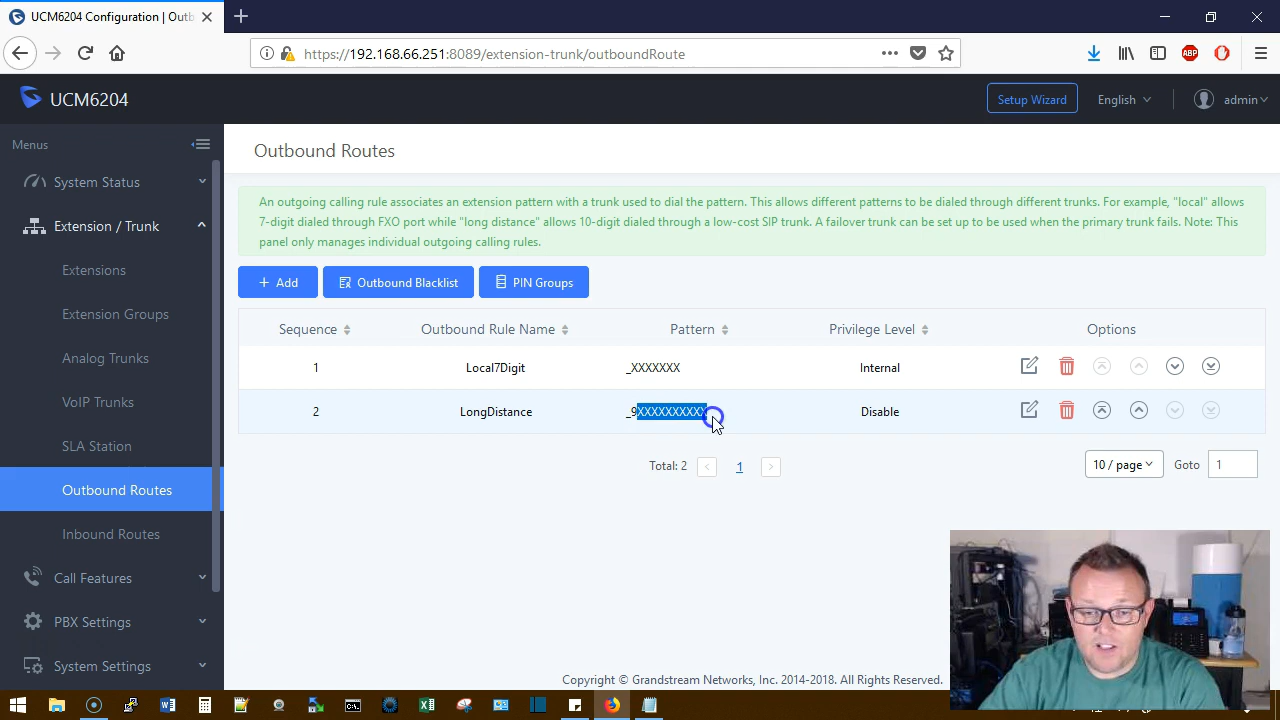 UCM6204 Configuration | Outb
https://192.168.66.251:8089/extension-trunk/outboundRoute
ABP
UCM6204
Setup Wizard
English
admin
Menus
System Status
Extension / Trunk
Extensions
Extension Groups
Analog Trunks
VoIP Trunks
SLA Station
Outbound Routes
Inbound Routes
Call Features
PBX Settings
System Settings
Outbound Routes
An outgoing calling rule associates an extension pattern with a trunk used to dial the pattern. This allows different patterns to be dialed through different trunks. For example, "local" allows
7-digit dialed through FXO port while "long distance" allows 10-digit dialed through a low-cost SIP trunk. A failover trunk can be set up to be used when the primary trunk fails. Note: This
panel only manages individual outgoing calling rules.
+ Add
Outbound Blacklist
PIN Groups
Sequence Outbound Rule Name Pattern Privilege Level Options
1 Local7Digit _XXXXXXX Internal
2 LongDistance _9XXXXXXXXXX Disable
Total: 2 < 1 > 10 / page Goto 1
Copyright © Grandstream Networks, Inc. 2014-2018. All Rights Reserved.